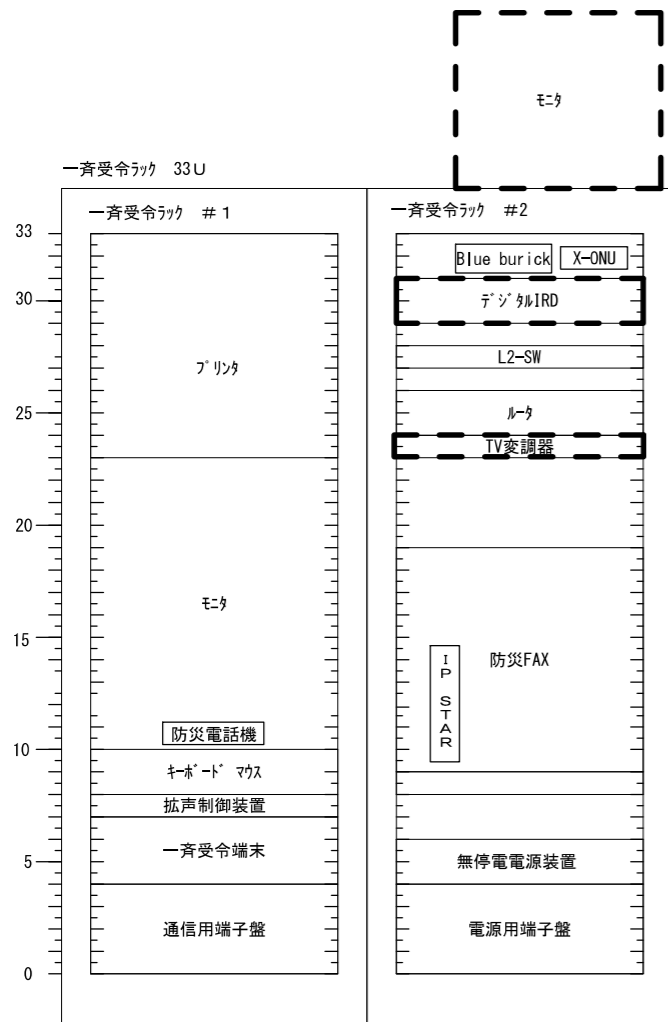 モニタ
一斉受令ラック 33U
一斉受令ラック #1
一斉受令ラック #2
33
30
25
20
15
10
5
0
プリンタ
モニタ
防災電話機
キーボード マウス
拡声制御装置
一斉受令端末
通信用端子盤
Blue burick
X-ONU
デジタルIRD
L2-SW
ルータ
TV変調器
防災FAX
IP STAR
無停電電源装置
電源用端子盤